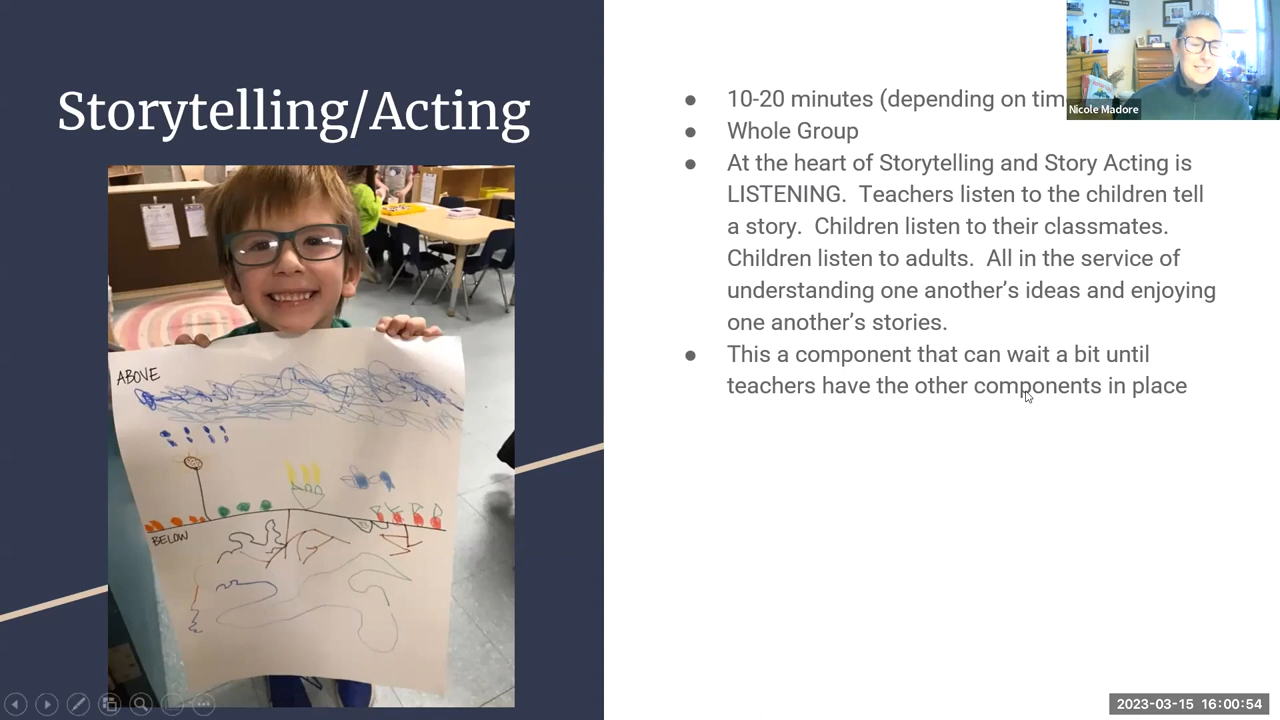 Storytelling/Acting
ABOVE
BELOW
● 10-20 minutes (depending on tim
● Whole Group
● At the heart of Storytelling and Story Acting is
LISTENING.  Teachers listen to the children tell
a story.  Children listen to their classmates.
Children listen to adults.  All in the service of
understanding one another’s ideas and enjoying
one another’s stories.
● This a component that can wait a bit until
teachers have the other components in place
Nicole Madore
2023-03-15 16:00:54